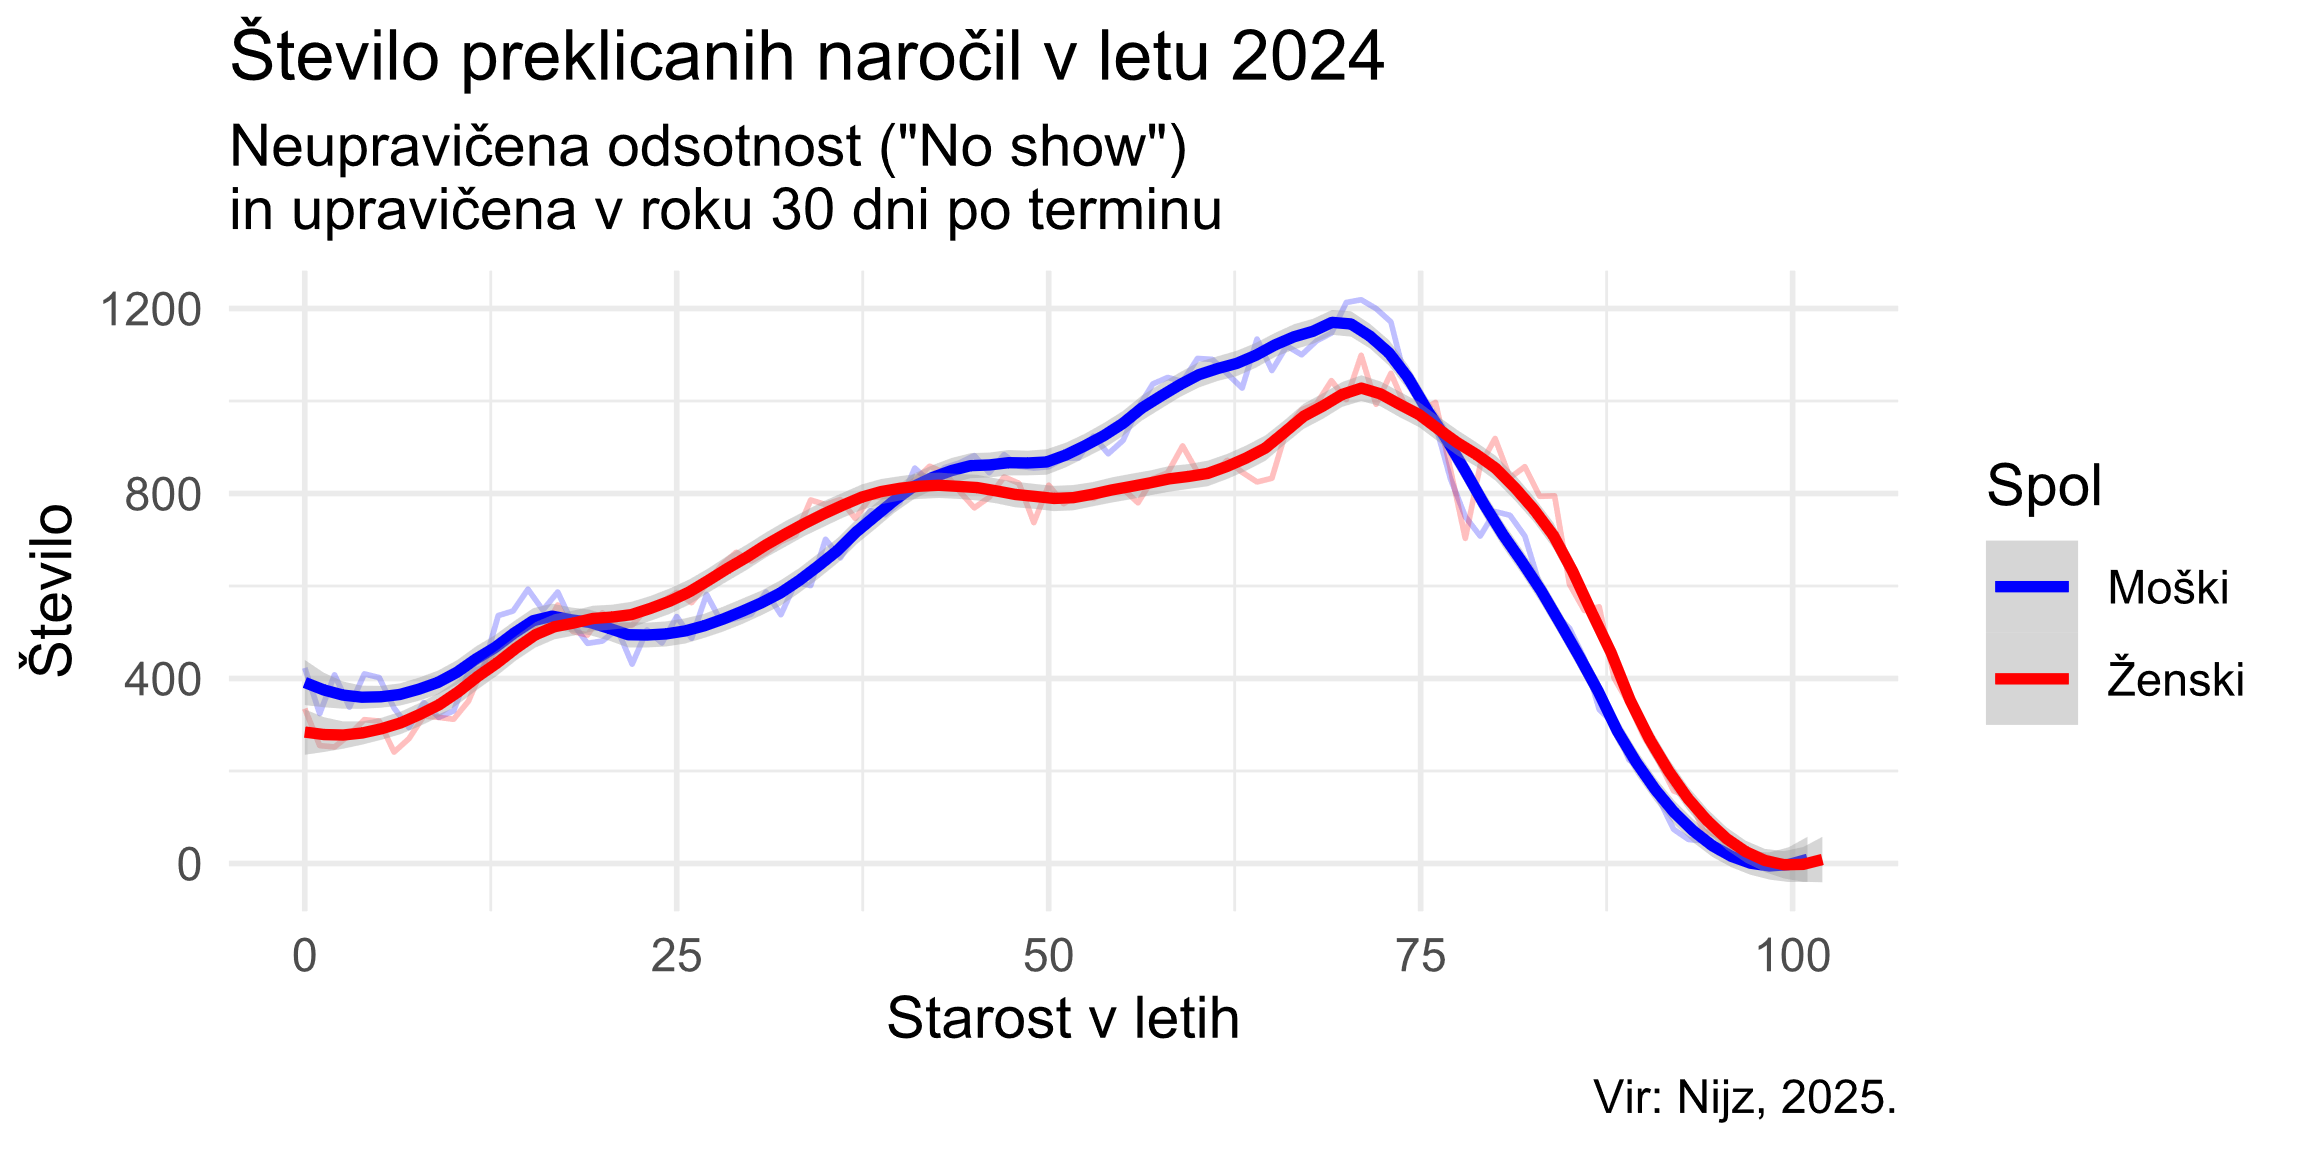 Število preklicanih naročil v letu 2024
Neupravičena odsotnost ("No show")
in upravičena v roku 30 dni po terminu
Število
1200
800
400
0
0 25 50 75 100
Starost v letih
Spol
Moški
Ženski
Vir: Nijz, 2025.